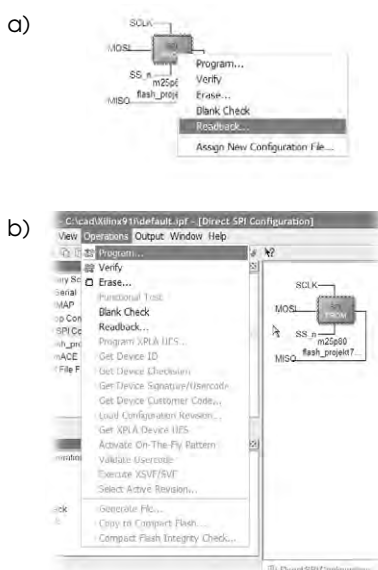 a)
SCLK
MOSI
SS_n
m25p8
flash_proje
MISO
Program...
Verify
Erase...
Blank Check
Readback...
Assign New Configuration File...
b)
- C:\cad\Xilinx91i\default.ipf - [Direct SPI Configuration]
View Operations Output Window Help
Program...
Verify
Erase...
Functional Test
Blank Check
Readback...
Program XPLA UES...
Get Device ID
Get Device Checksum
Get Device Signature/Usercode
Get Device Customer Code...
Load Configuration Revision...
Get XPLA Device UES
Activate On-The-Fly Pattern
Validate Usercode
Execute XSVF/SVF
Select Active Revision...
Generate File...
Copy to Compact Flash...
Compact Flash Integrity Check...
SCLK
MOSI
SPI
PROM
SS_n
m25p80
flash_projekt7...
MISO